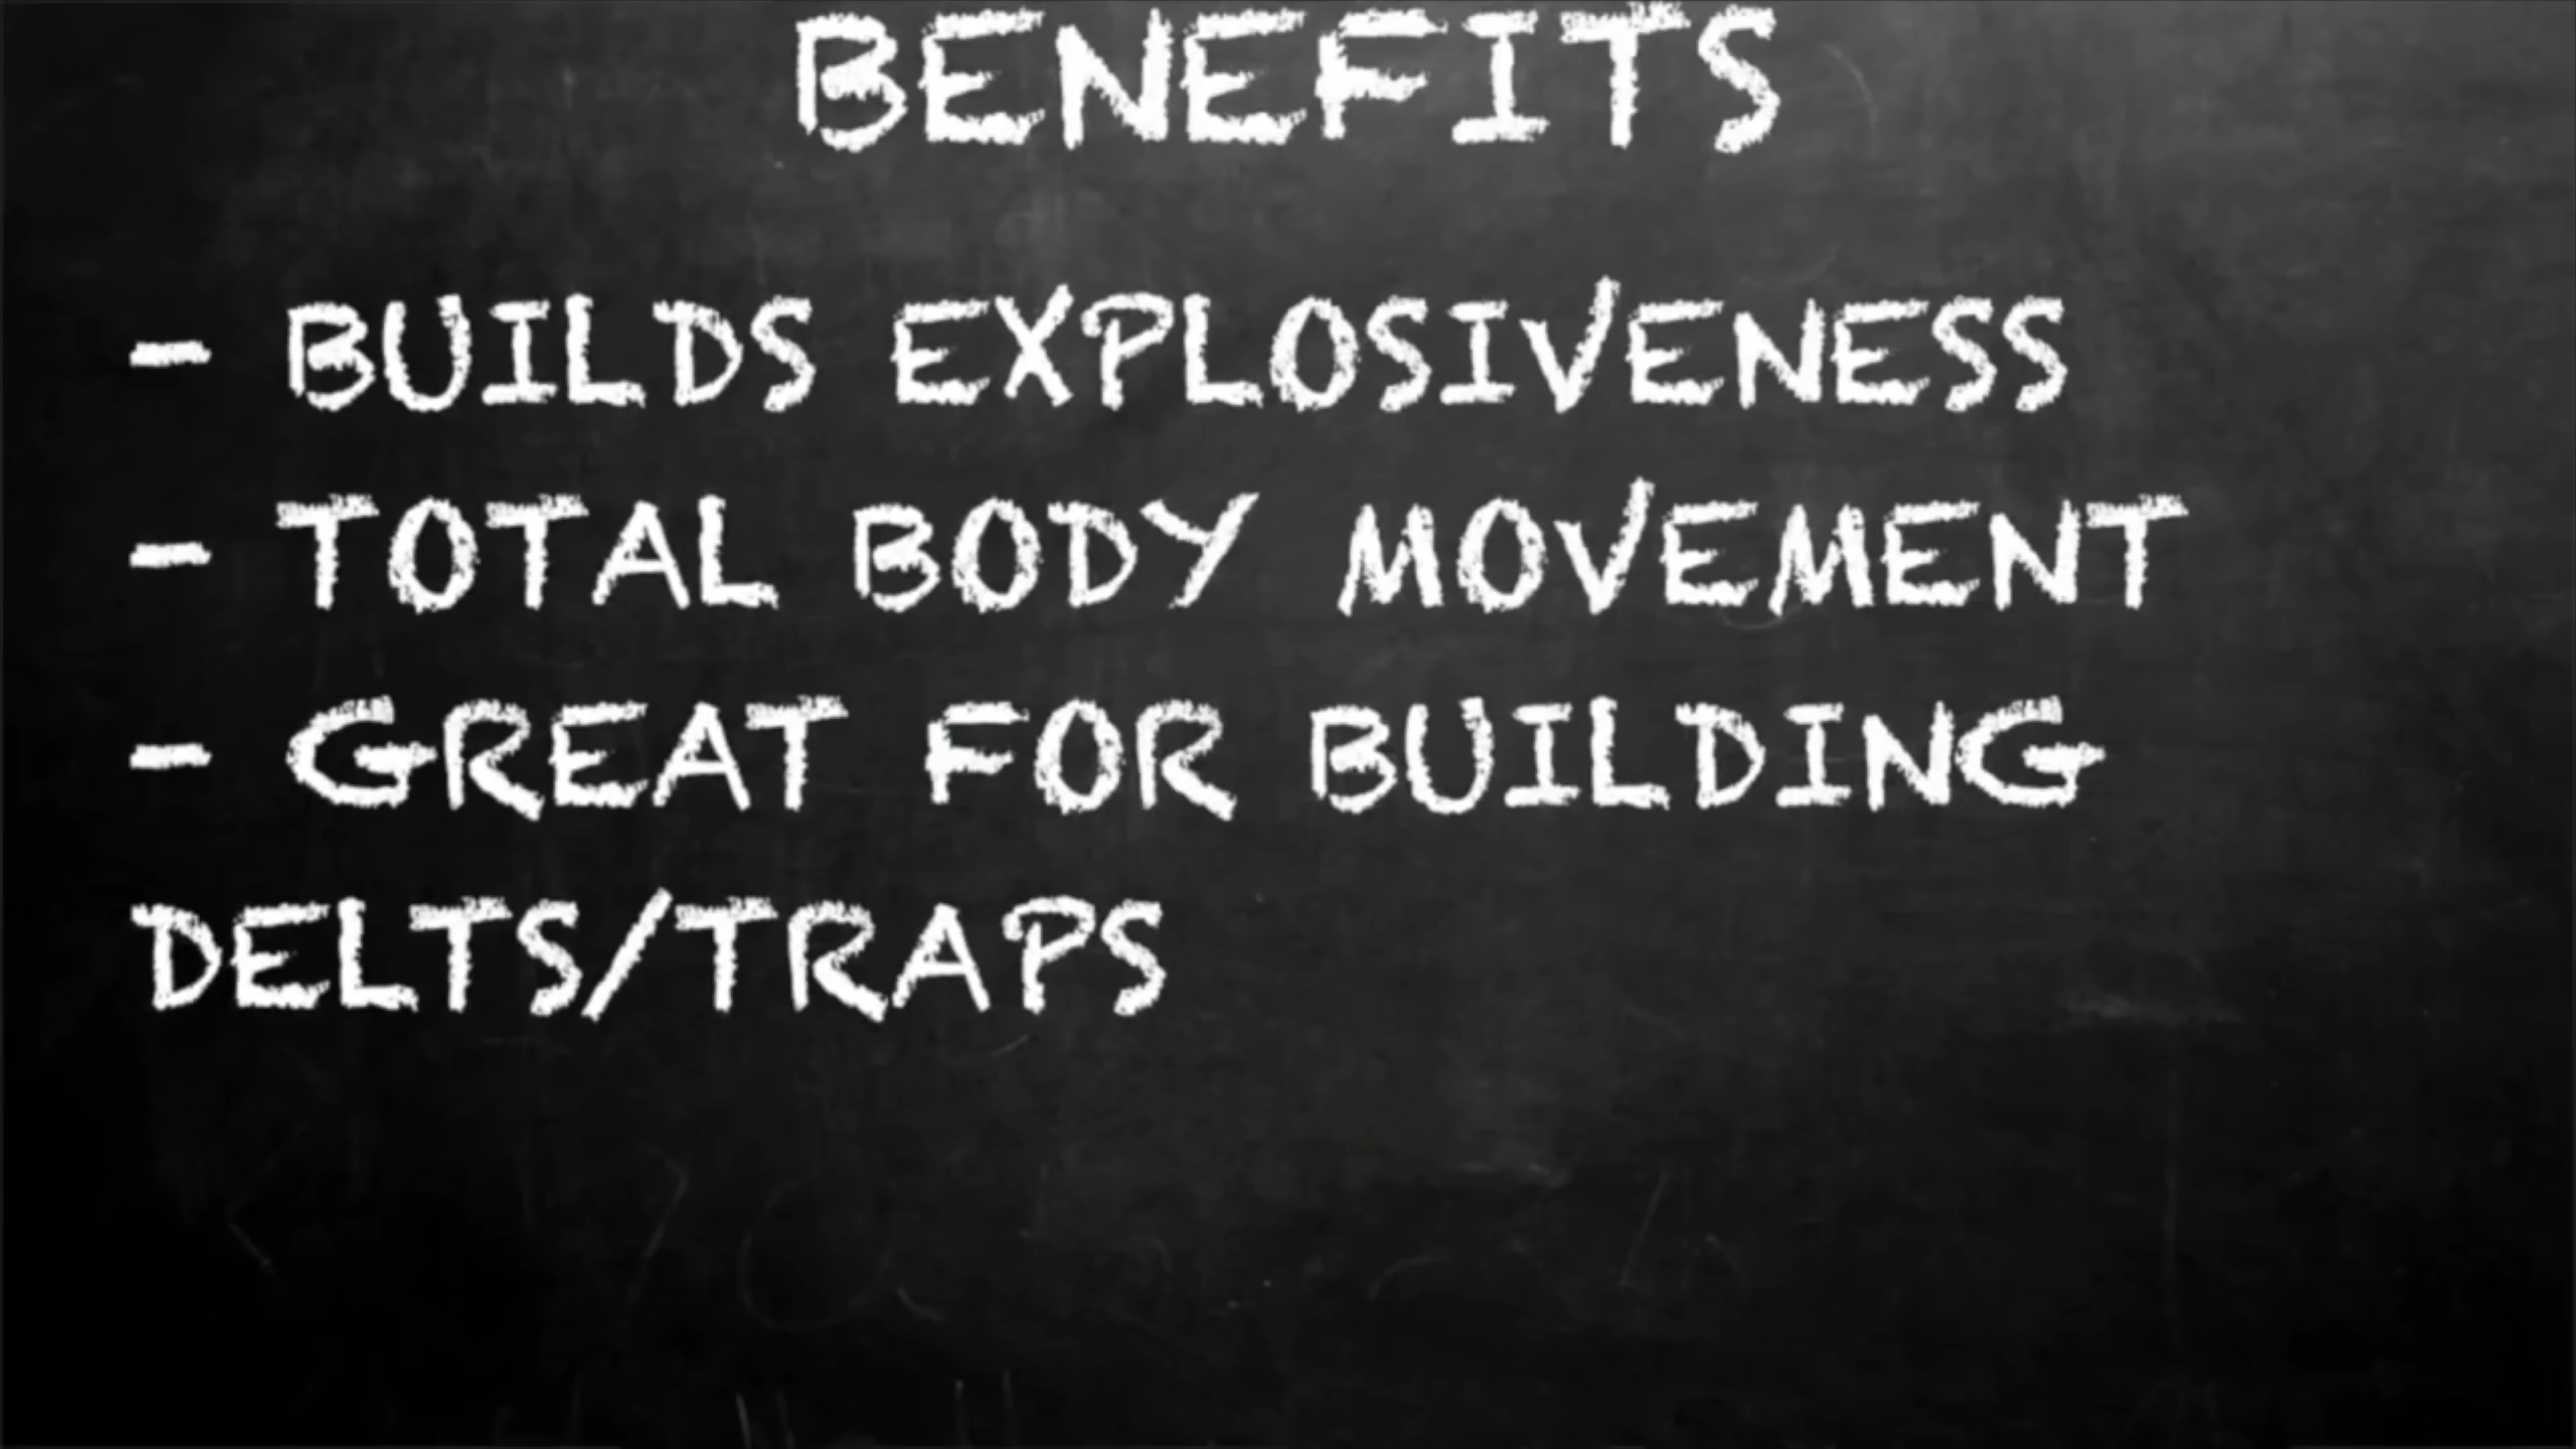 BENEFITS
- BUILDS EXPLOSIVENESS
- TOTAL BODY MOVEMENT
- GREAT FOR BUILDING
DELTS/TRAPS